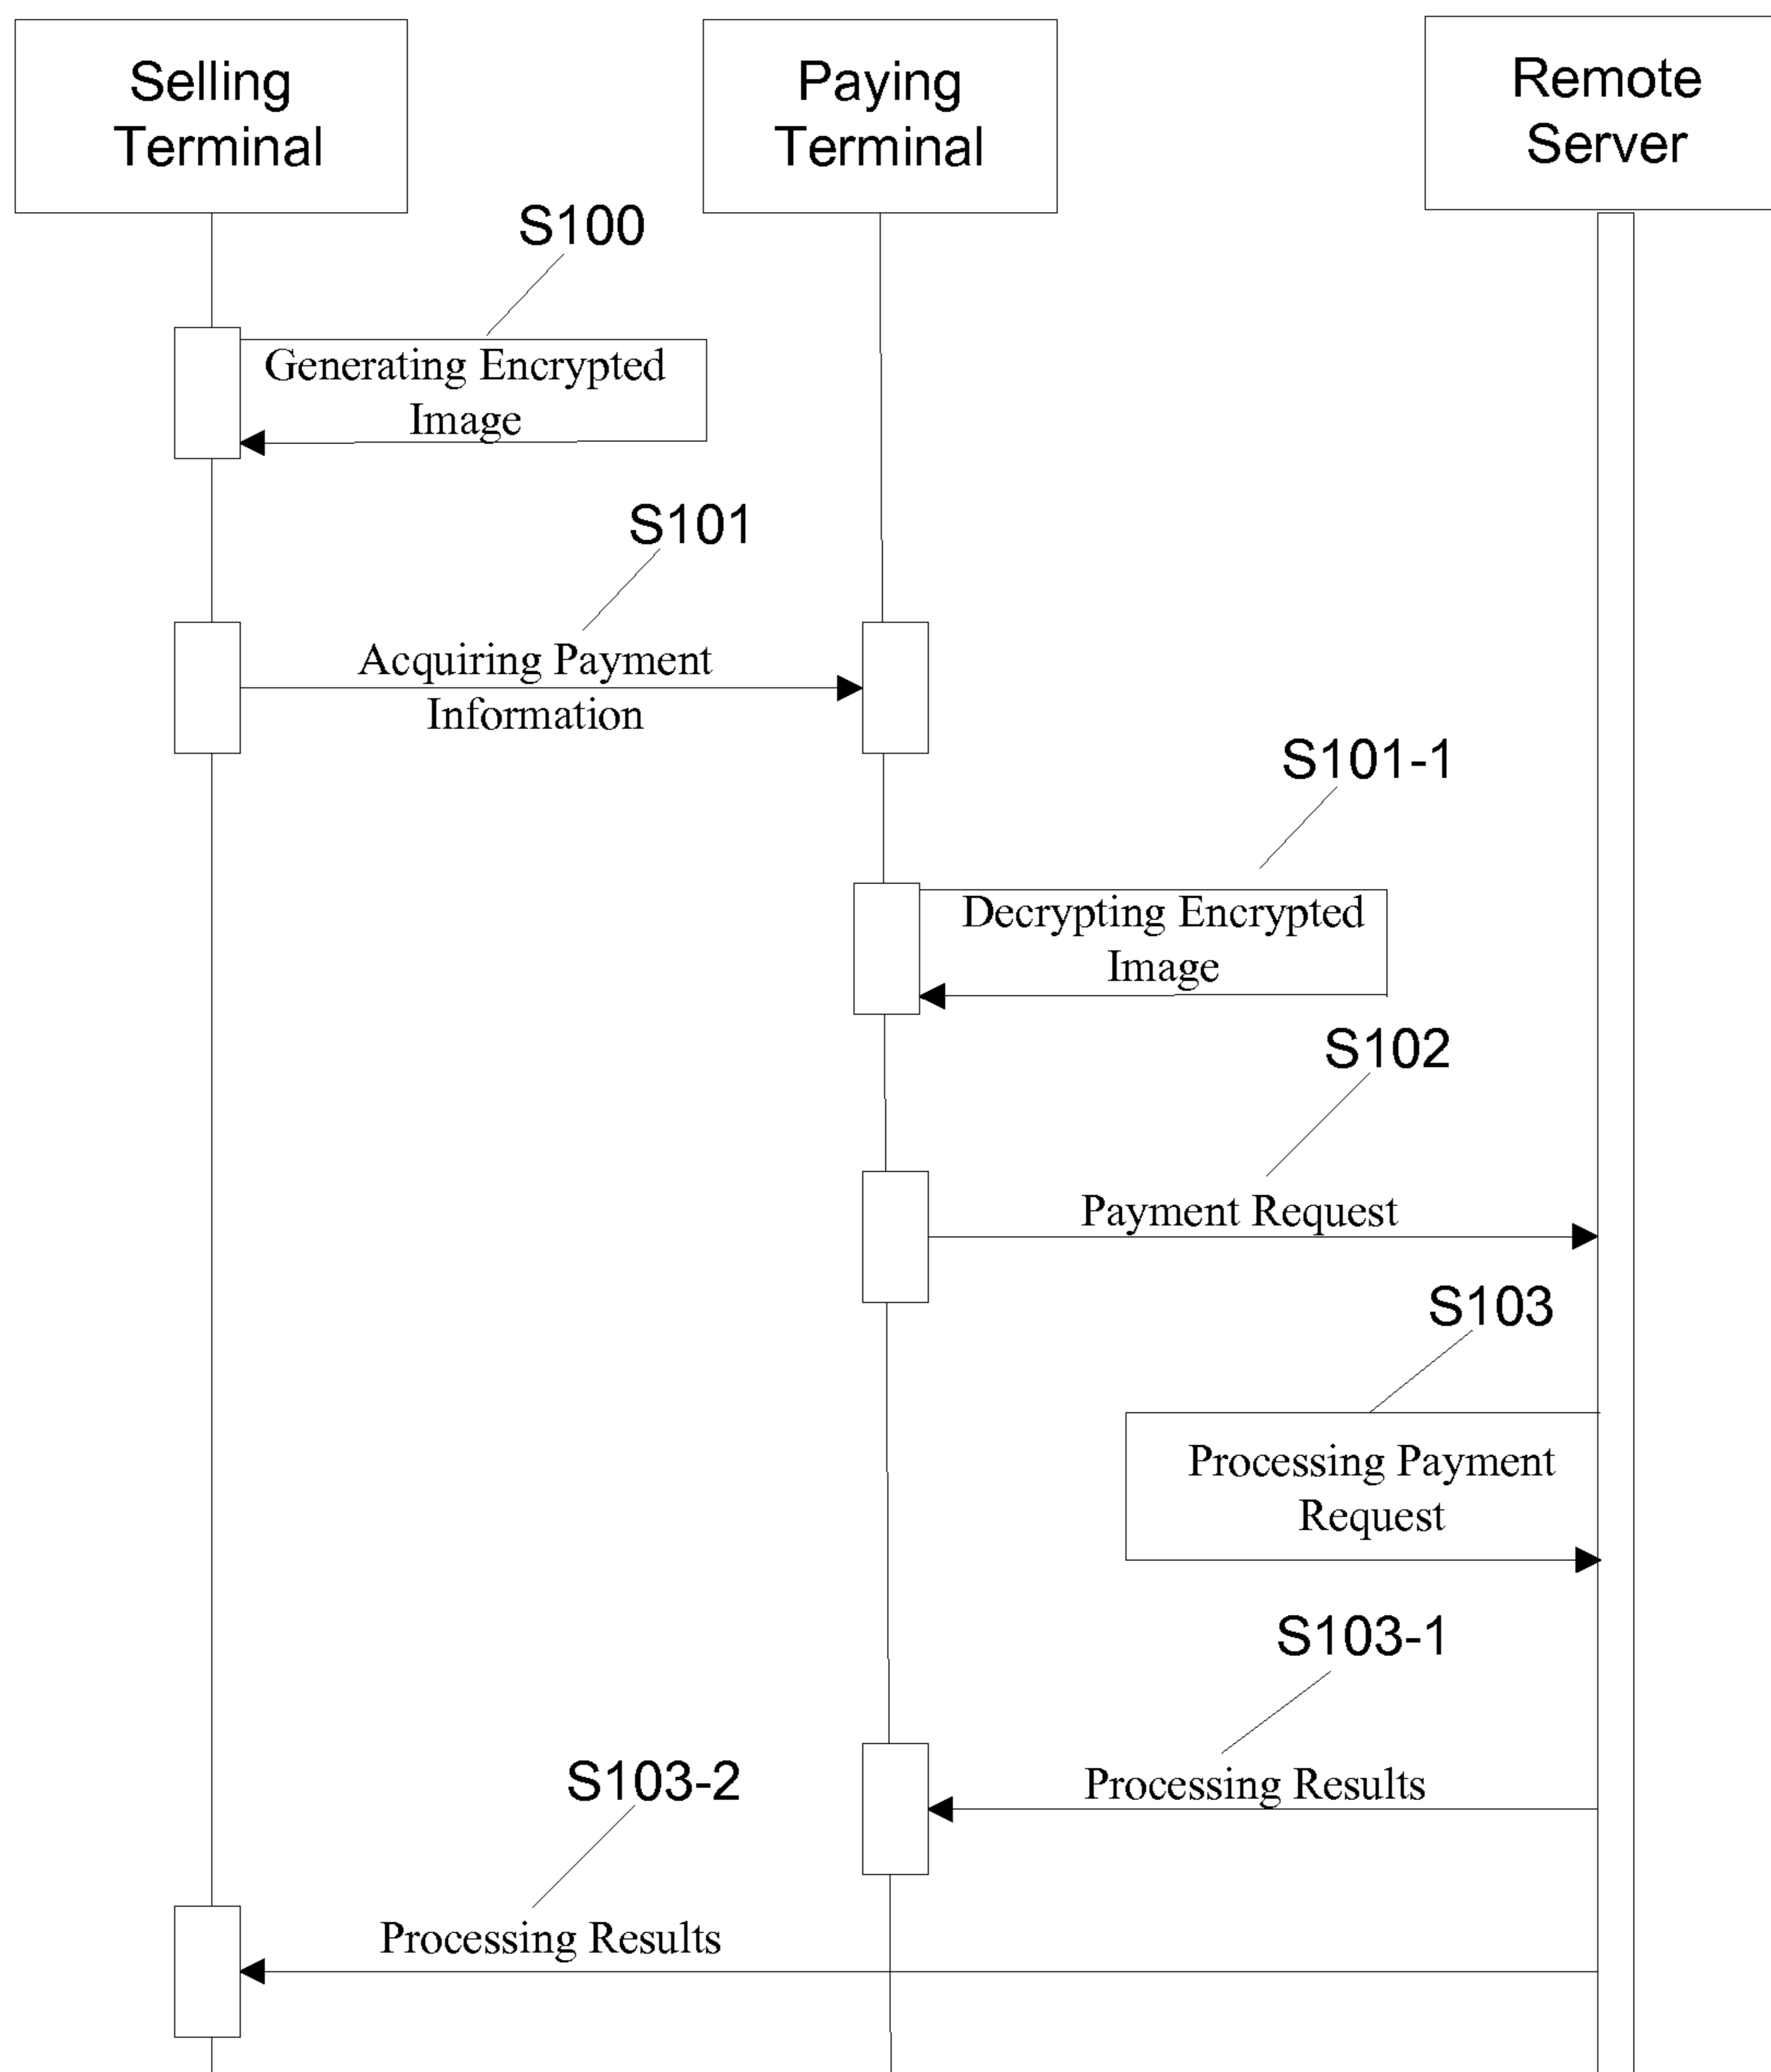 Selling
Terminal
Paying
Terminal
Remote
Server
S100
Generating Encrypted
Image
S101
Acquiring Payment
Information
S101-1
Decrypting Encrypted
Image
S102
Payment Request
S103
Processing Payment
Request
S103-1
Processing Results
S103-2
Processing Results